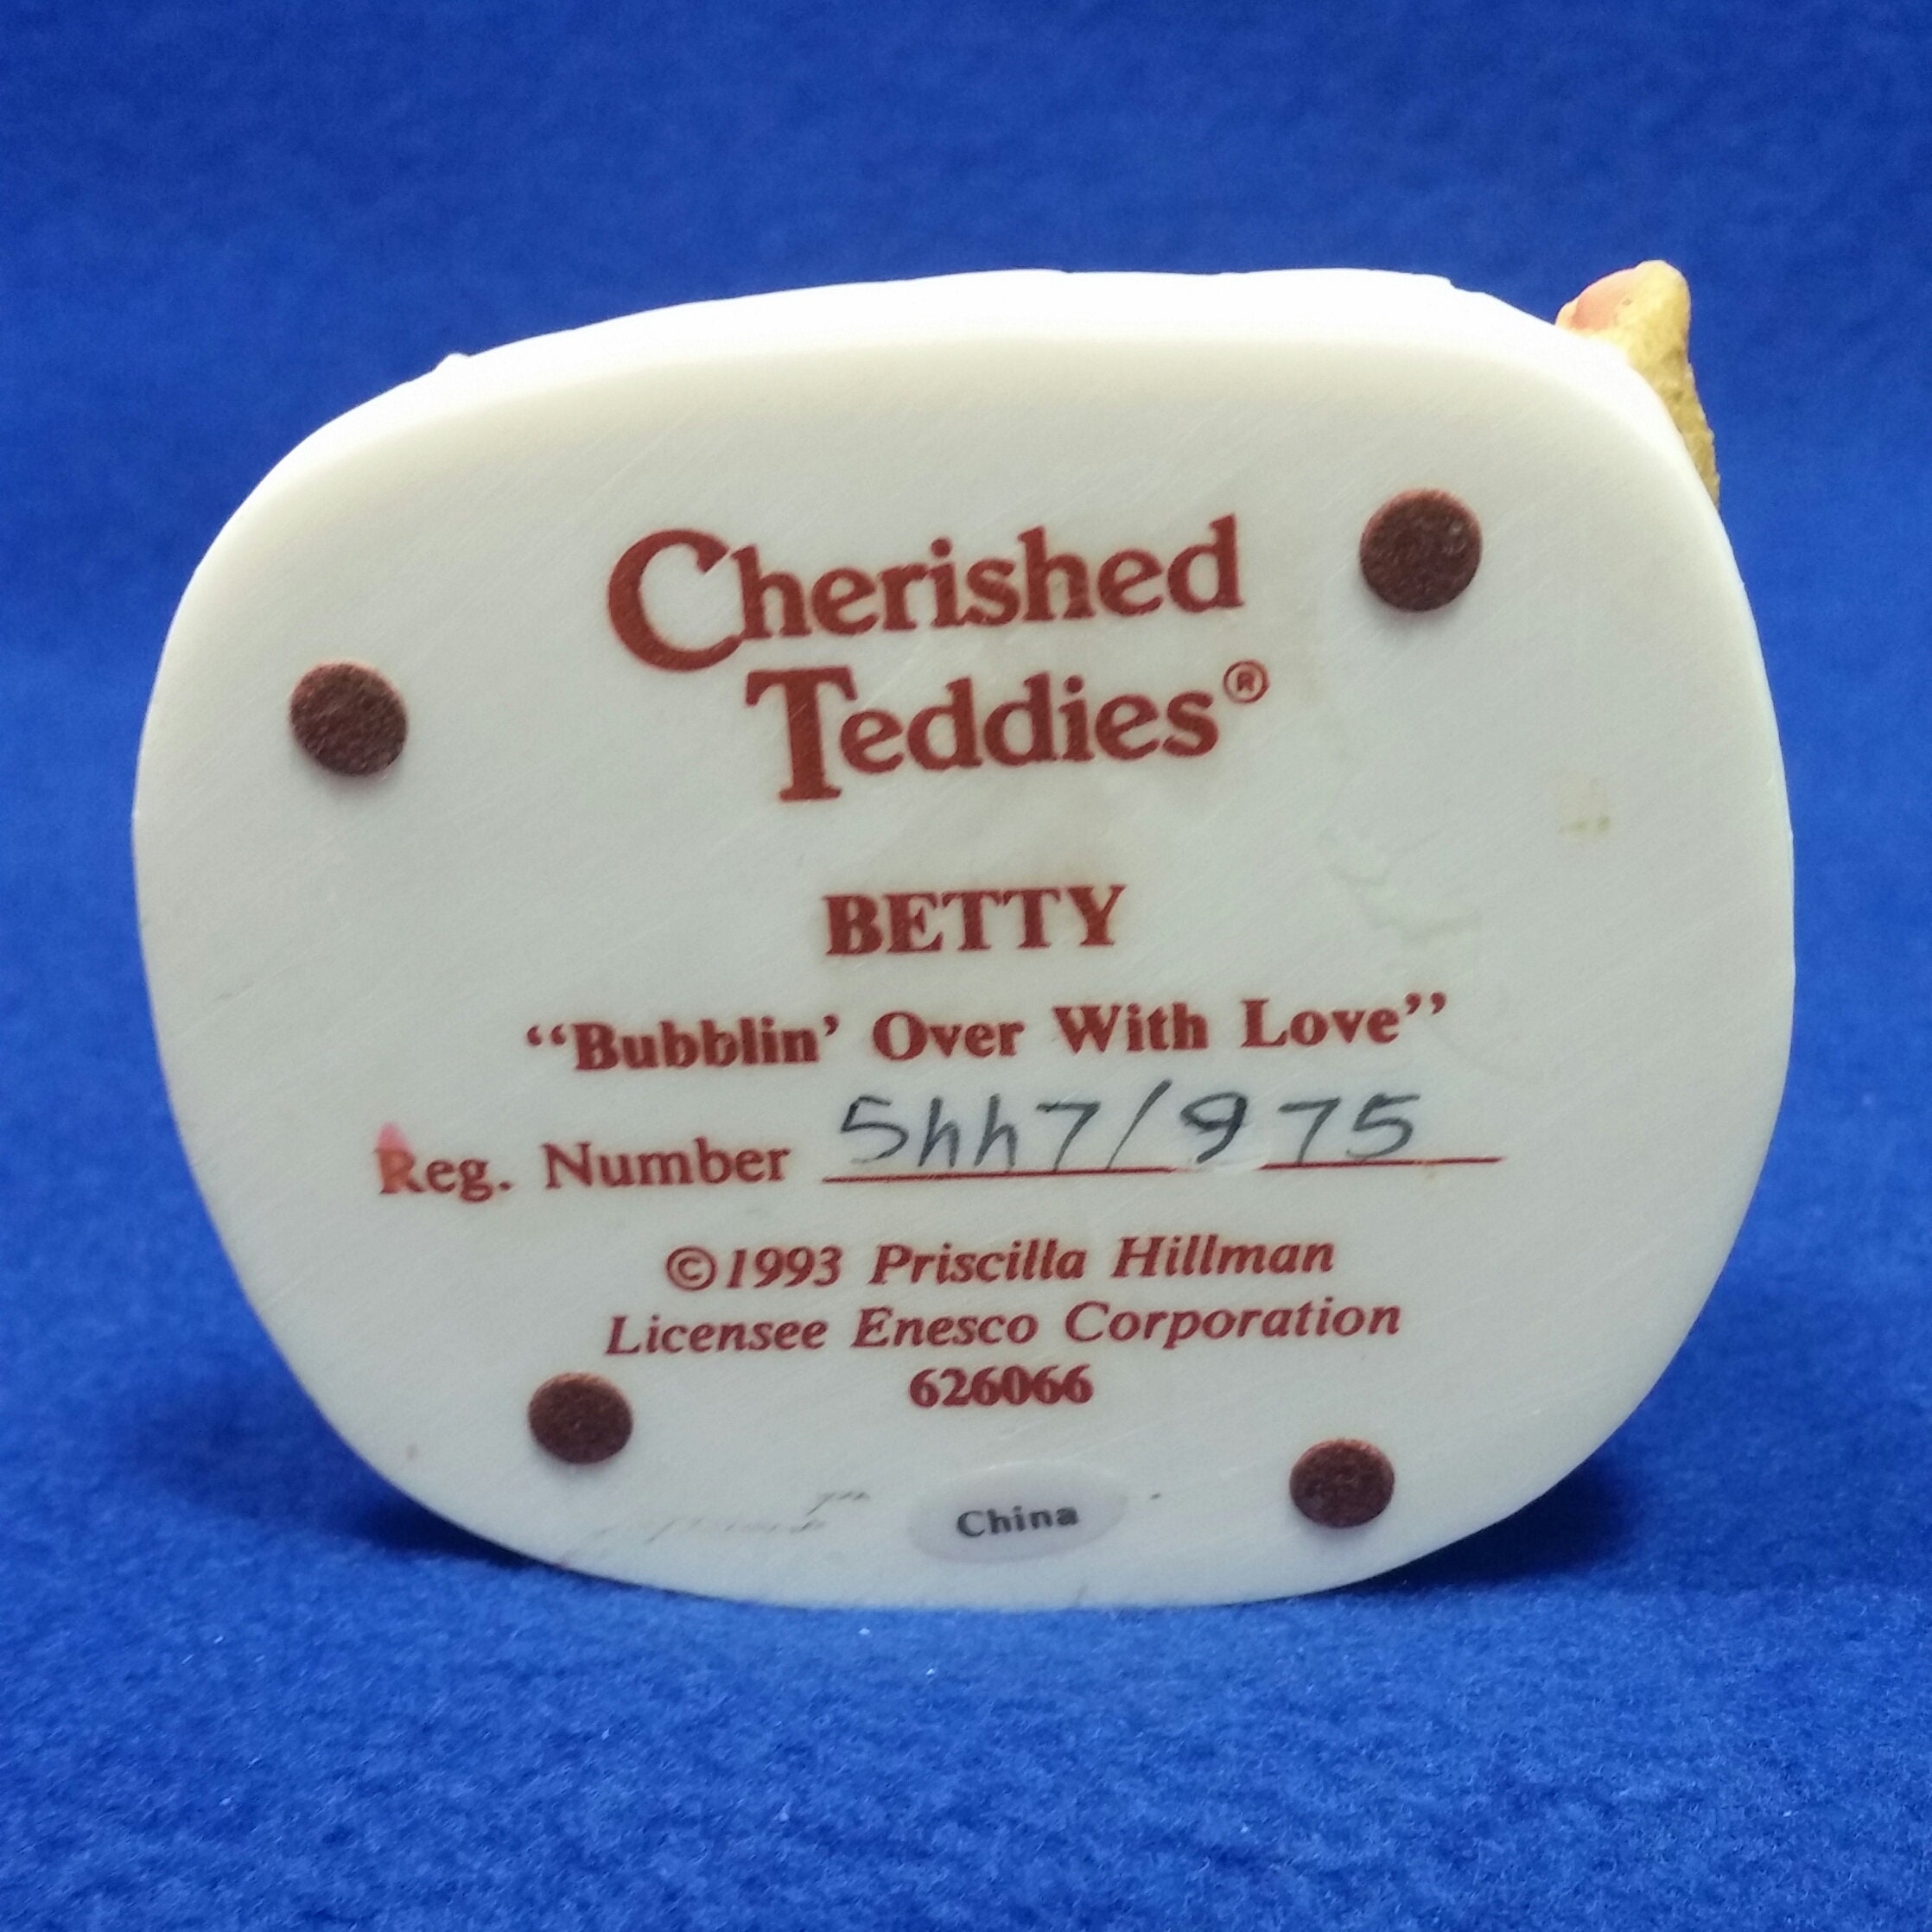 Cherished
Teddies®
BETTY
“Bubblin’ Over With Love”
Reg. Number 5hh7/975
©1993 Priscilla Hillman
Licensee Enesco Corporation
626066
China